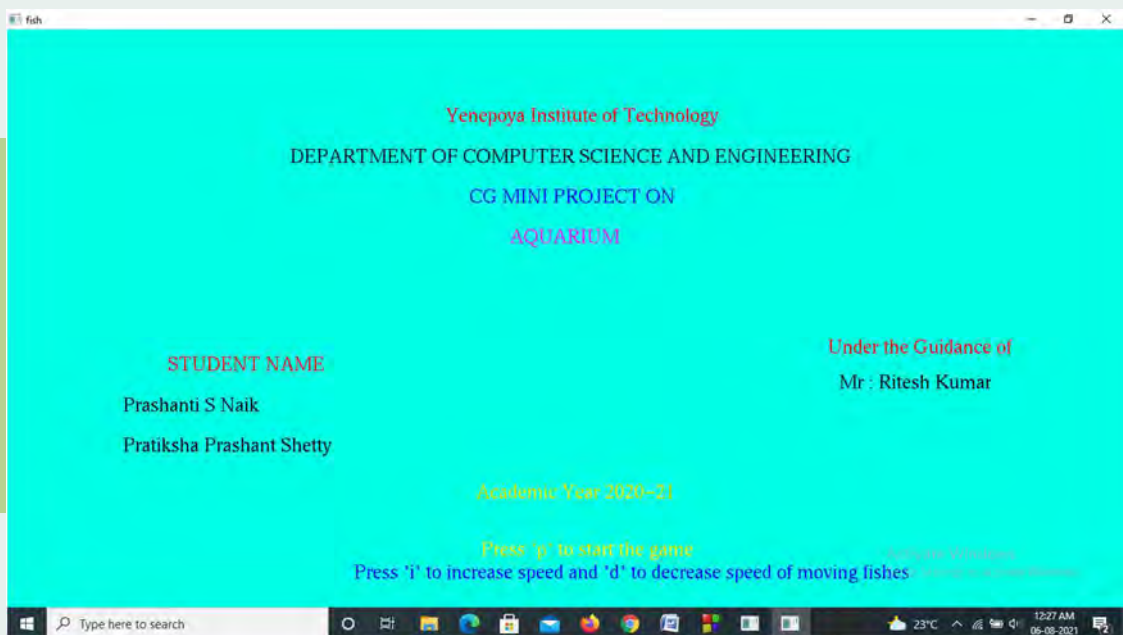 fish
Yenepoya Institute of Technology
DEPARTMENT OF COMPUTER SCIENCE AND ENGINEERING
CG MINI PROJECT ON
AQUARIUM
STUDENT NAME
Prashanti S Naik
Pratiksha Prashant Shetty
Under the Guidance of
Mr : Ritesh Kumar
Academic Year 2020-21
Press 'p' to start the game
Press 'i' to increase speed and 'd' to decrease speed of moving fishes
Type here to search
23°C
12:27 AM
06-08-2021